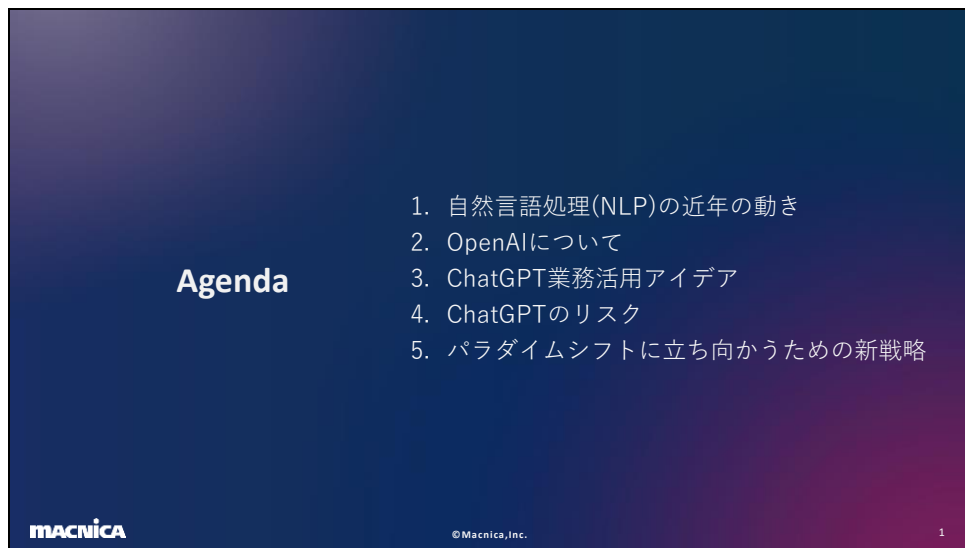 Agenda
1. 自然言語処理(NLP)の近年の動き
2. OpenAIについて
3. ChatGPT業務活用アイデア
4. ChatGPTのリスク
5. パラダイムシフトに立ち向かうための新戦略
MACNICA
©Macnica,Inc.
1